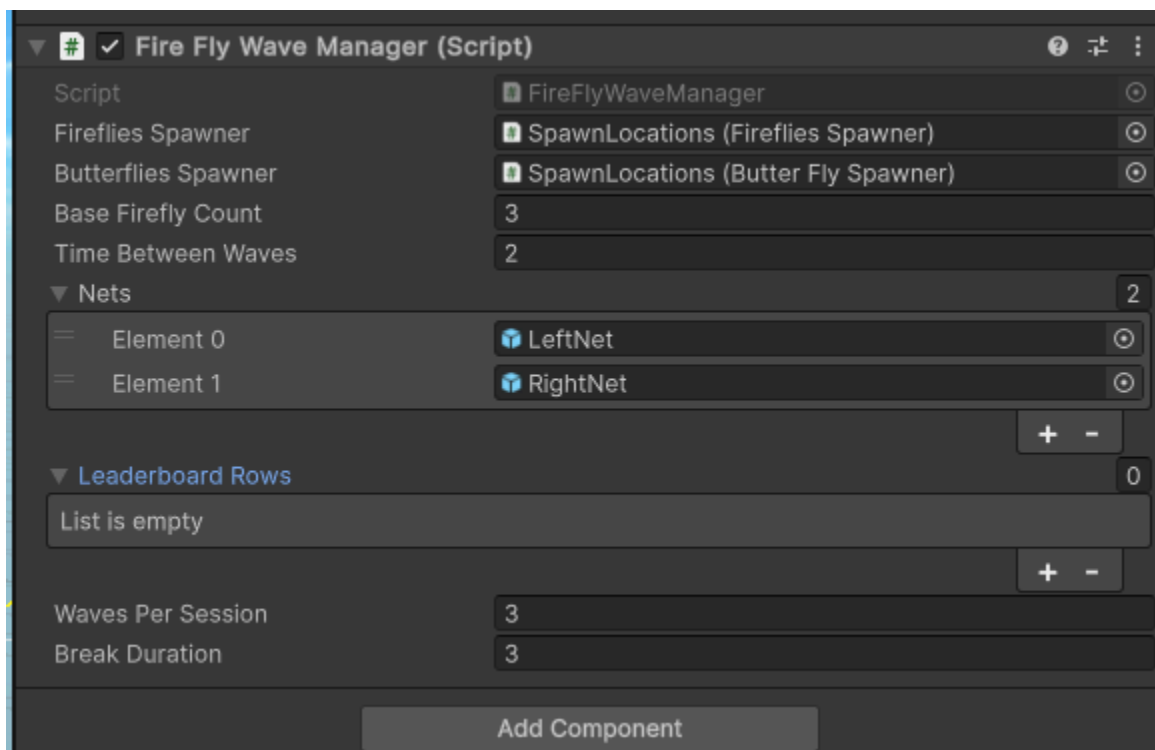 Fire Fly Wave Manager (Script)
Script FireFlyWaveManager
Fireflies Spawner SpawnLocations (Fireflies Spawner)
Butterflies Spawner SpawnLocations (Butter Fly Spawner)
Base Firefly Count 3
Time Between Waves 2
Nets 2
Element 0 LeftNet
Element 1 RightNet
+ -
Leaderboard Rows 0
List is empty
+ -
Waves Per Session 3
Break Duration 3
Add Component